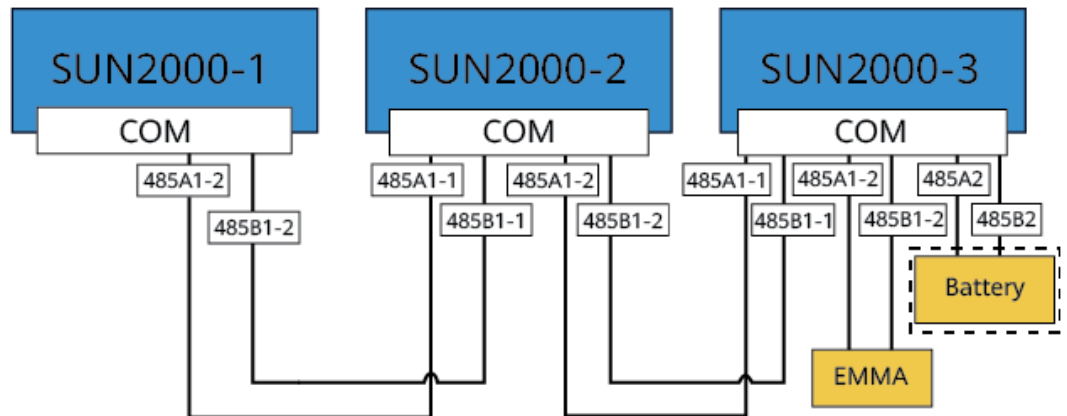 SUN2000-1
SUN2000-2
SUN2000-3
COM
COM
COM
485A1-2
485A1-1
485A1-2
485A1-1
485A1-2
485A2
485B1-2
485B1-1
485B1-2
485B1-1
485B1-2
485B2
Battery
EMMA